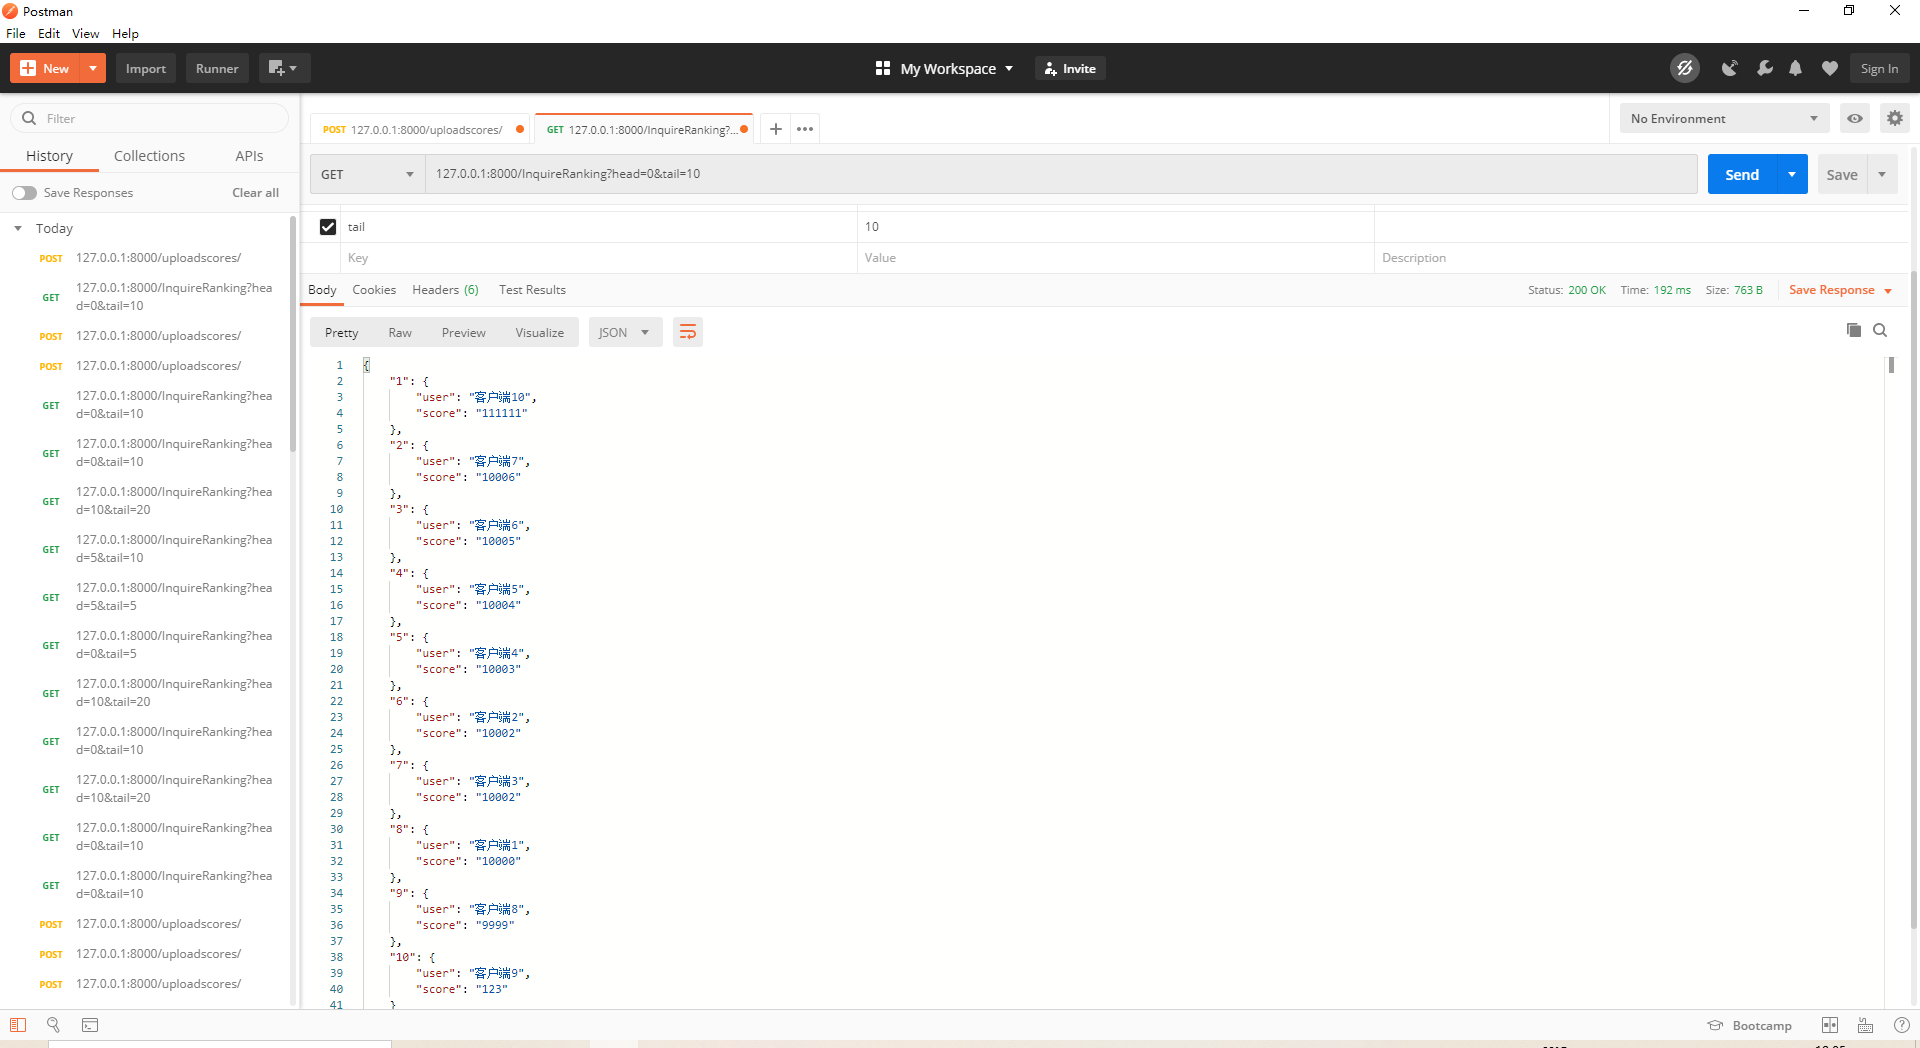 Postman
File Edit View Help
New Import Runner My Workspace Invite Sign In
Filter
History Collections APIs
Save Responses Clear all
Today
POST 127.0.0.1:8000/uploadscores/
GET 127.0.0.1:8000/InquireRanking?hea
d=0&tail=10
POST 127.0.0.1:8000/uploadscores/
POST 127.0.0.1:8000/uploadscores/
GET 127.0.0.1:8000/InquireRanking?hea
d=0&tail=10
GET 127.0.0.1:8000/InquireRanking?hea
d=0&tail=10
GET 127.0.0.1:8000/InquireRanking?hea
d=10&tail=20
GET 127.0.0.1:8000/InquireRanking?hea
d=5&tail=10
GET 127.0.0.1:8000/InquireRanking?hea
d=5&tail=5
GET 127.0.0.1:8000/InquireRanking?hea
d=0&tail=5
GET 127.0.0.1:8000/InquireRanking?hea
d=10&tail=20
GET 127.0.0.1:8000/InquireRanking?hea
d=0&tail=10
GET 127.0.0.1:8000/InquireRanking?hea
d=10&tail=20
GET 127.0.0.1:8000/InquireRanking?hea
d=0&tail=10
GET 127.0.0.1:8000/InquireRanking?hea
d=0&tail=10
POST 127.0.0.1:8000/uploadscores/
POST 127.0.0.1:8000/uploadscores/
POST 127.0.0.1:8000/uploadscores/
POST 127.0.0.1:8000/uploadscores/ GET 127.0.0.1:8000/InquireRanking?... + ••• No Environment
GET 127.0.0.1:8000/InquireRanking?head=0&tail=10 Send Save
tail 10
Key Value Description
Body Cookies Headers (6) Test Results Status: 200 OK Time: 192 ms Size: 763 B Save Response
Pretty Raw Preview Visualize JSON
1 {
2 "1": {
3 "user": "客户端10",
4 "score": "111111"
5 },
6 "2": {
7 "user": "客户端7",
8 "score": "10006"
9 },
10 "3": {
11 "user": "客户端6",
12 "score": "10005"
13 },
14 "4": {
15 "user": "客户端5",
16 "score": "10004"
17 },
18 "5": {
19 "user": "客户端4",
20 "score": "10003"
21 },
22 "6": {
23 "user": "客户端2",
24 "score": "10002"
25 },
26 "7": {
27 "user": "客户端3",
28 "score": "10002"
29 },
30 "8": {
31 "user": "客户端1",
32 "score": "10000"
33 },
34 "9": {
35 "user": "客户端8",
36 "score": "9999"
37 },
38 "10": {
39 "user": "客户端9",
40 "score": "123"
41 }
Bootcamp